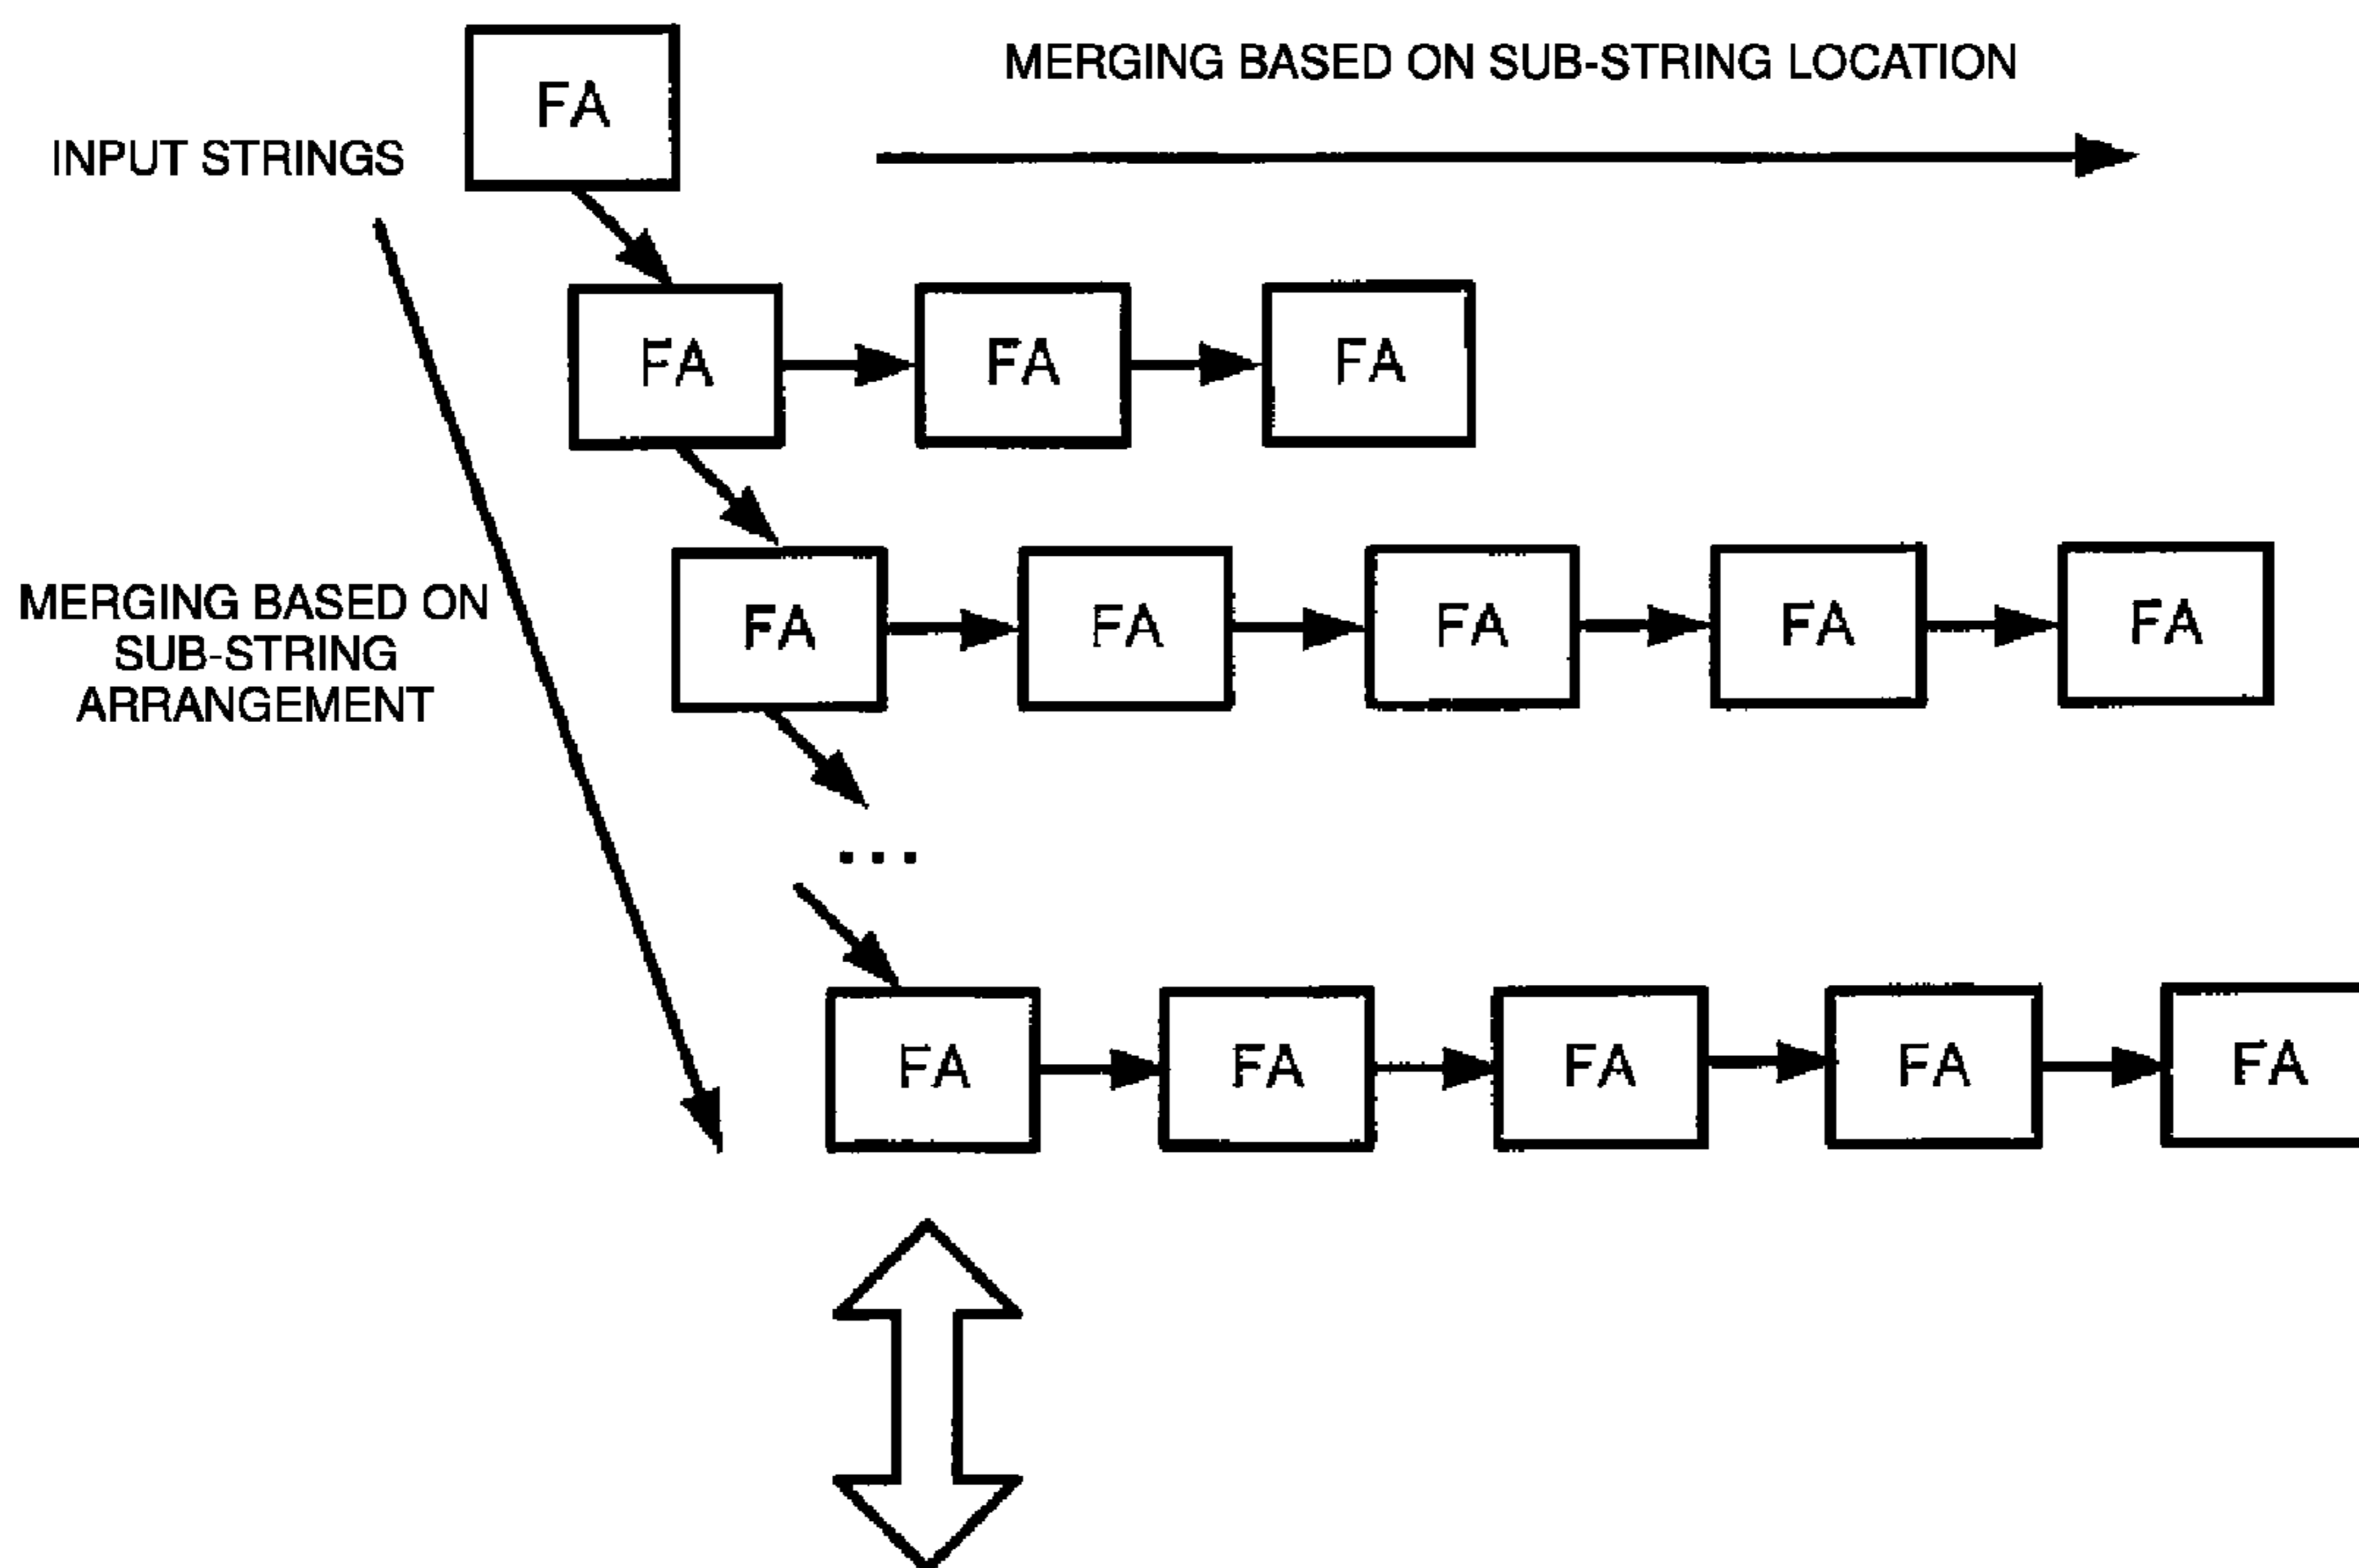 MERGING BASED ON SUB-STRING LOCATION
FA
INPUT STRINGS
FA FA FA
MERGING BASED ON
SUB-STRING
ARRANGEMENT
FA FA FA FA FA
...
FA FA FA FA FA